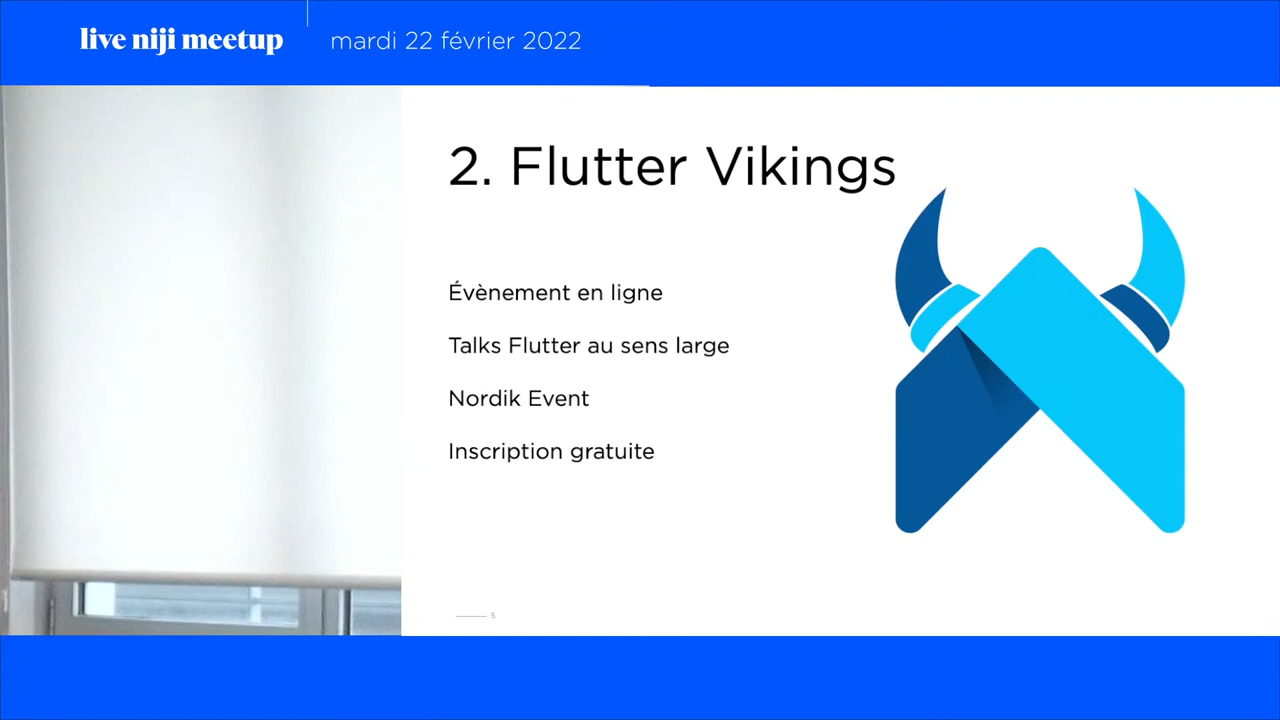 live niji meetup
mardi 22 février 2022
2. Flutter Vikings
Évènement en ligne
Talks Flutter au sens large
Nordik Event
Inscription gratuite
5